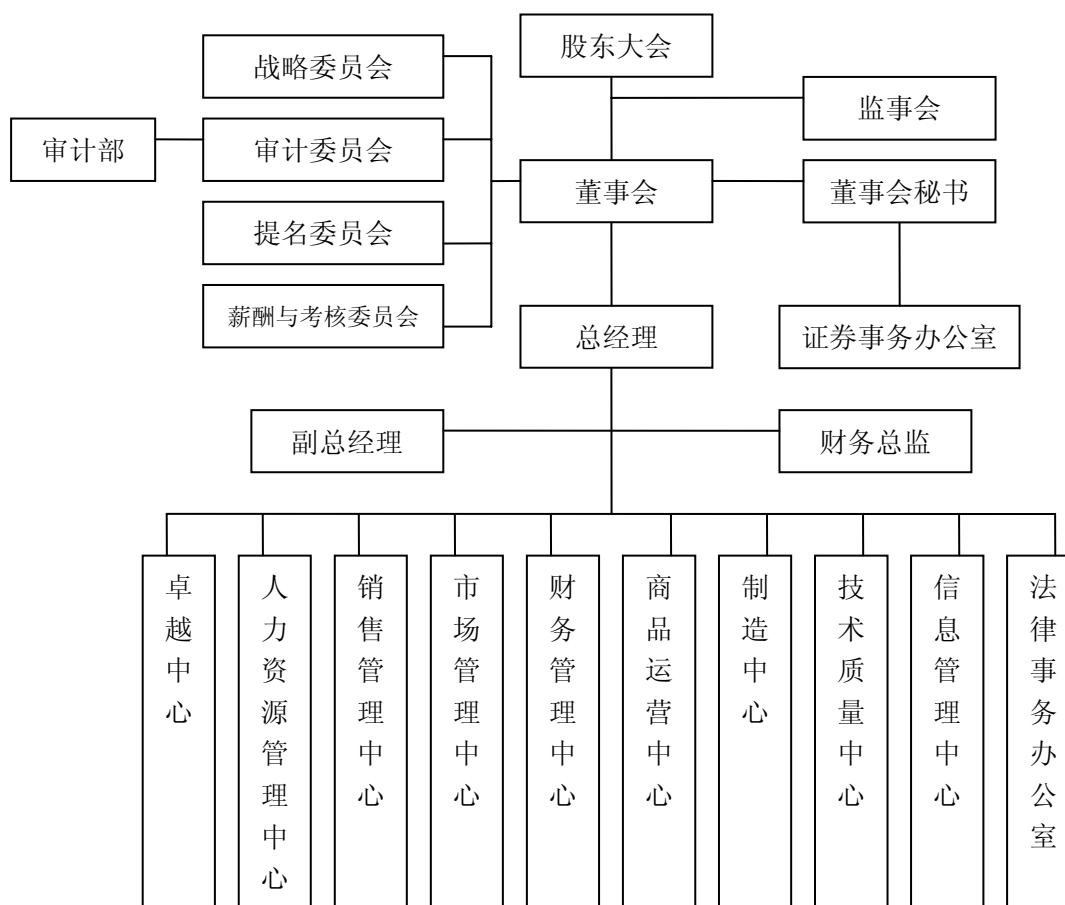 股东大会
战略委员会
监事会
审计部
审计委员会
董事会
董事会秘书
提名委员会
薪酬与考核委员会
总经理
证券事务办公室
副总经理
财务总监
卓越中心
人力资源管理中心
销售管理中心
市场管理中心
财务管理中心
商品运营中心
制造中心
技术质量中心
信息管理中心
法律事务办公室